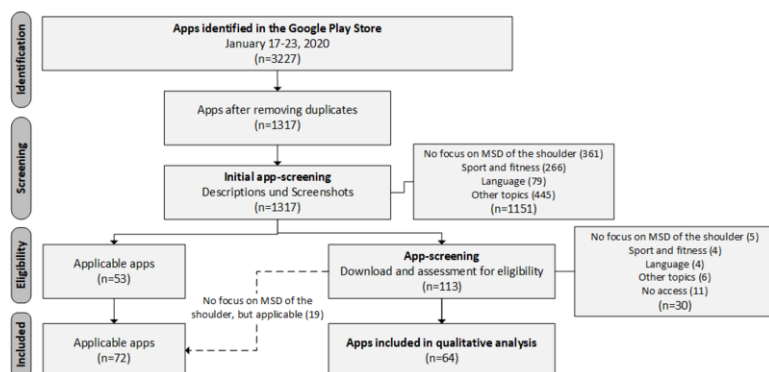 Identification
Apps identified in the Google Play Store
January 17-23, 2020
(n=3227)
Screening
Apps after removing duplicates
(n=1317)
Initial app-screening
Descriptions und Screenshots
(n=1317)
No focus on MSD of the shoulder (361)
Sport and fitness (266)
Language (79)
Other topics (445)
(n=1151)
Eligibility
Applicable apps
(n=53)
App-screening
Download and assessment for eligibility
(n=113)
No focus on MSD of the shoulder (5)
Sport and fitness (4)
Language (4)
Other topics (6)
No access (11)
(n=30)
No focus on MSD of the
shoulder, but applicable (19)
Included
Applicable apps
(n=72)
Apps included in qualitative analysis
(n=64)